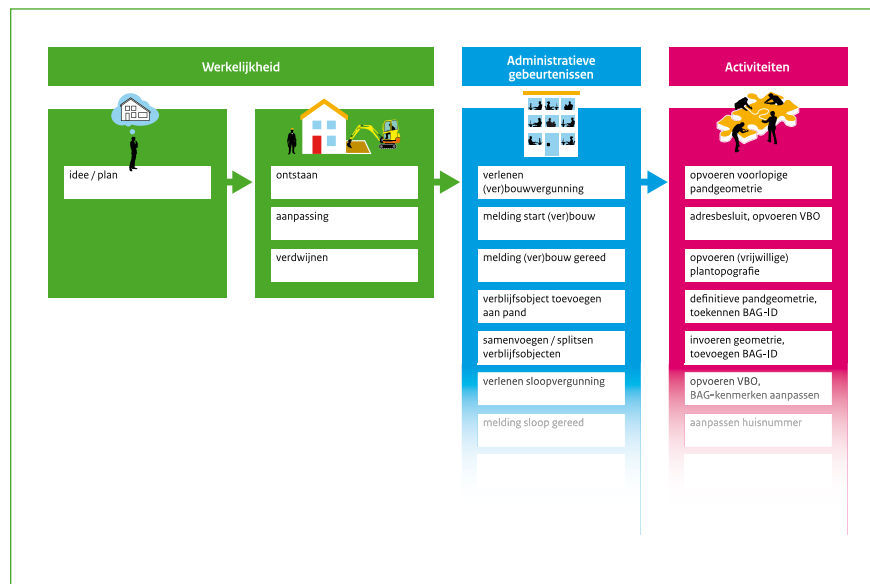 Werkelijkheid
Administratieve
gebeurtenissen
Activiteiten
idee / plan
ontstaan
aanpassing
verdwijnen
verlenen
(ver)bouwvergunning
melding start (ver)bouw
melding (ver)bouw gereed
verblijfsobject toevoegen
aan pand
samenvoegen / splitsen
verblijfsobjecten
verlenen sloopvergunning
melding sloop gereed
opvoeren voorlopige
pandgeometrie
adresbesluit, opvoeren VBO
opvoeren (vrijwillige)
plantopografie
definitieve pandgeometrie,
toekennen BAG-ID
invoeren geometrie,
toevoegen BAG-ID
opvoeren VBO,
BAG-kenmerken aanpassen
aanpassen huisnummer